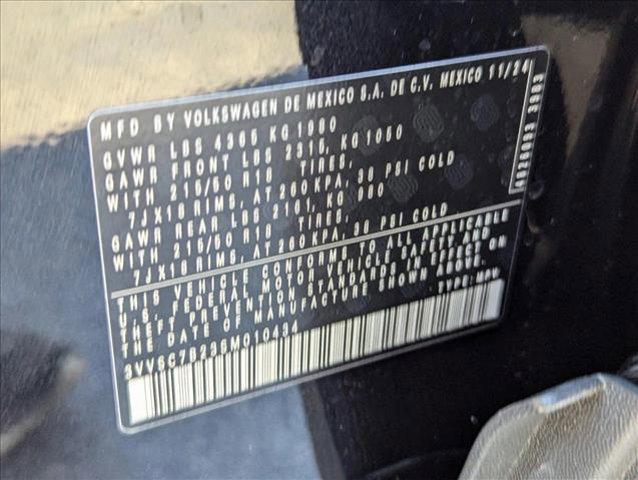 MFD BY VOLKSWAGEN DE MEXICO S.A. DE C.V. MEXICO 11/24
GVWR LBS 4365 KG 1980
GAWR FRONT LBS 2315, KG 1050
WITH 215/50 R18 TIRES,
7JX18 RIMS, AT 260 KPA, 38 PSI COLD
GAWR REAR LBS 2161, KG 980
WITH 215/50 R18 TIRES,
7JX18 RIMS, AT 260 KPA, 38 PSI COLD
THIS VEHICLE CONFORMS TO ALL APPLICABLE
U.S. FEDERAL MOTOR VEHICLE SAFETY AND
THEFT PREVENTION STANDARDS IN EFFECT ON
THE DATE OF MANUFACTURE SHOWN ABOVE.
TYPE: MPV